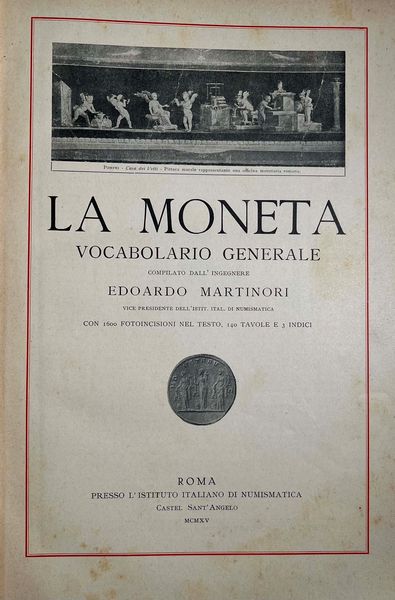 POMPEI - Casa dei Vetti - Pittura murale rappresentante una officina monetaria romana.
LA MONETA
VOCABOLARIO GENERALE
COMPILATO DALL' INGEGNERE
EDOARDO MARTINORI
VICE PRESIDENTE DELL'ISTIT. ITAL. DI NUMISMATICA
CON 1600 FOTOINCISIONI NEL TESTO, 140 TAVOLE E 3 INDICI
ROMA
PRESSO L'ISTITUTO ITALIANO DI NUMISMATICA
CASTEL SANT'ANGELO
MCMXV